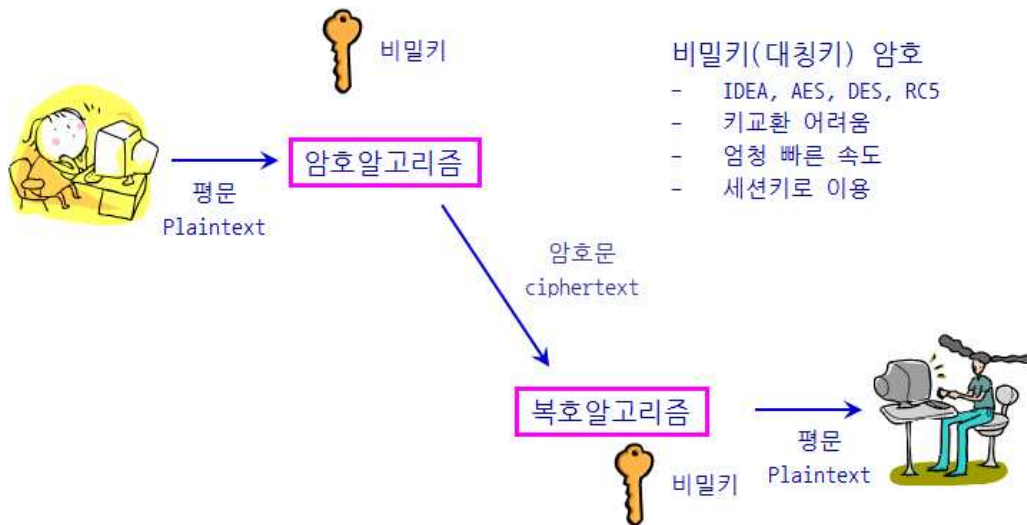 비밀키
비밀키(대칭키) 암호
- IDEA, AES, DES, RC5
- 키교환 어려움
- 엄청 빠른 속도
- 세션키로 이용
암호알고리즘
평문
Plaintext
암호문
ciphertext
복호알고리즘
평문
Plaintext
비밀키